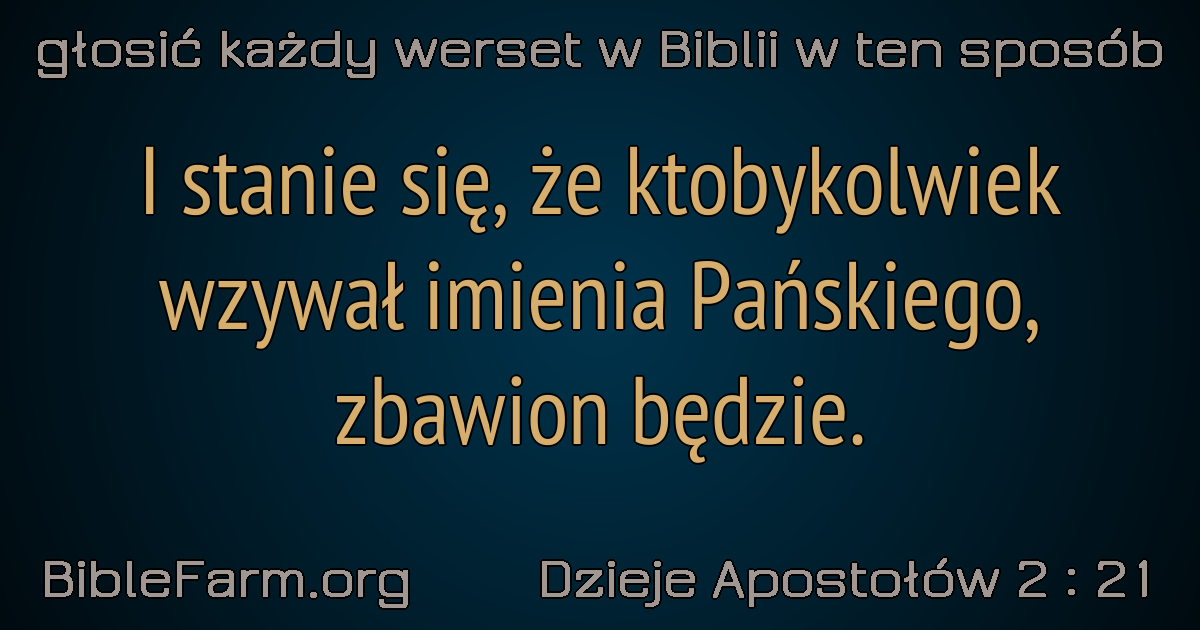 głosić każdy werset w Biblii w ten sposób
I stanie się, że ktobykolwiek
wzywał imienia Pańskiego,
zbawion będzie.
BibleFarm.org
Dzieje Apostołów 2 : 21